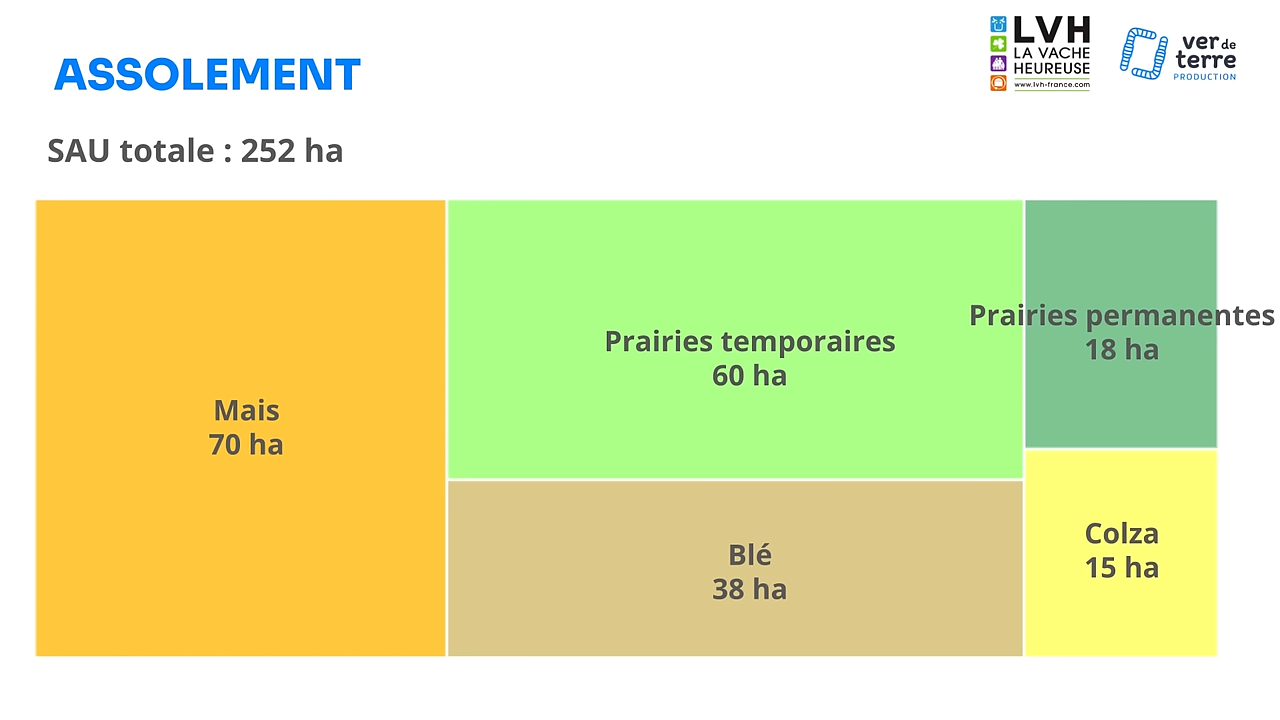 LVH
LA VACHE
HEUREUSE
www.lvh-france.com
ver de
terre
PRODUCTION
ASSOLEMENT
SAU totale : 252 ha
Mais
70 ha
Prairies temporaires
60 ha
Prairies permanentes
18 ha
Blé
38 ha
Colza
15 ha